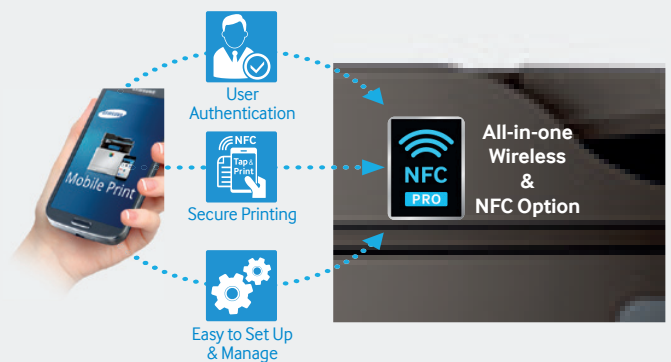 SAMSUNG
Mobile Print
User
Authentication
NFC
Tap &
Print
Secure Printing
Easy to Set Up
& Manage
NFC
PRO
All-in-one
Wireless
&
NFC Option